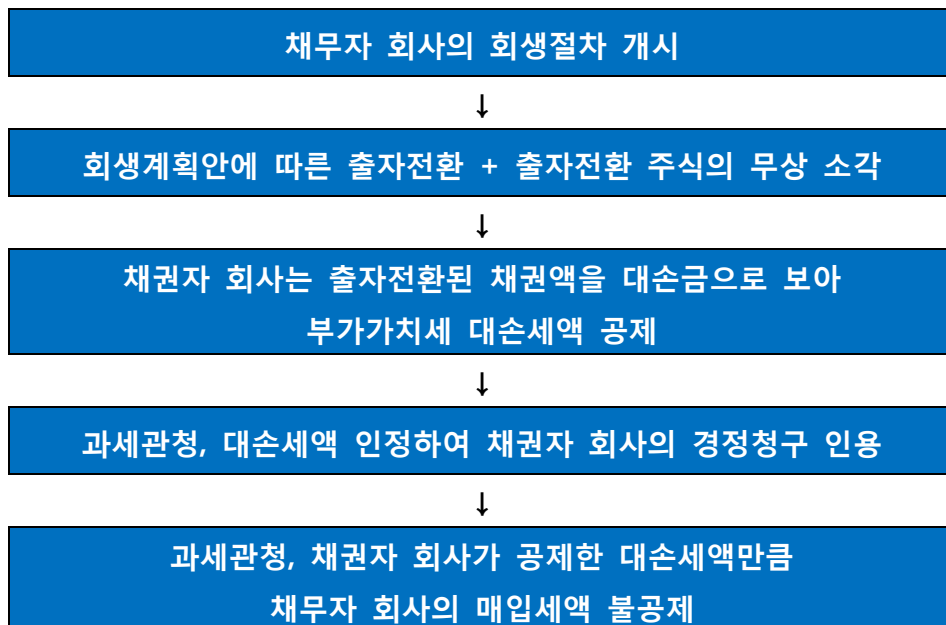 채무자 회사의 회생절차 개시
↓
회생계획안에 따른 출자전환 + 출자전환 주식의 무상 소각
↓
채권자 회사는 출자전환된 채권액을 대손금으로 보아
부가가치세 대손세액 공제
↓
과세관청, 대손세액 인정하여 채권자 회사의 경정청구 인용
↓
과세관청, 채권자 회사가 공제한 대손세액만큼
채무자 회사의 매입세액 불공제